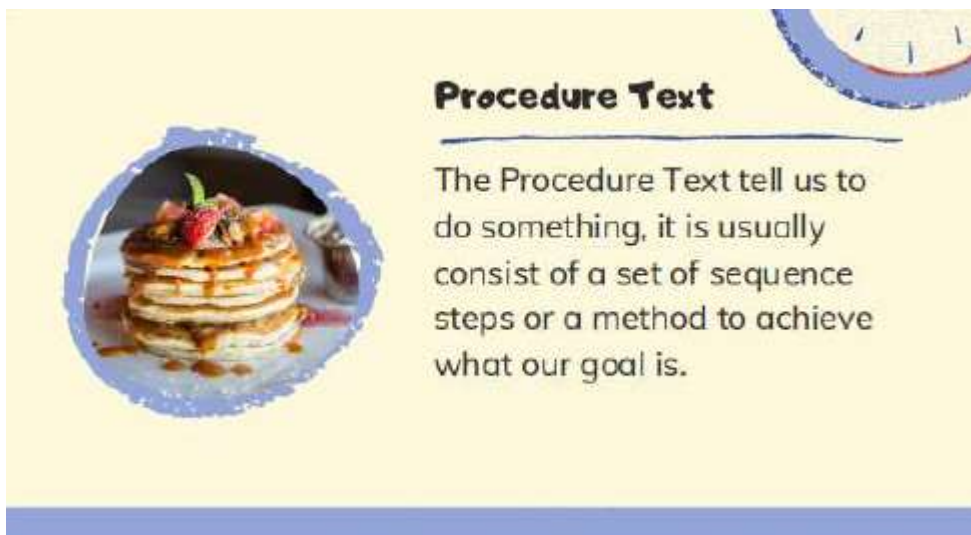 Procedure Text
The Procedure Text tell us to
do something, it is usually
consist of a set of sequence
steps or a method to achieve
what our goal is.